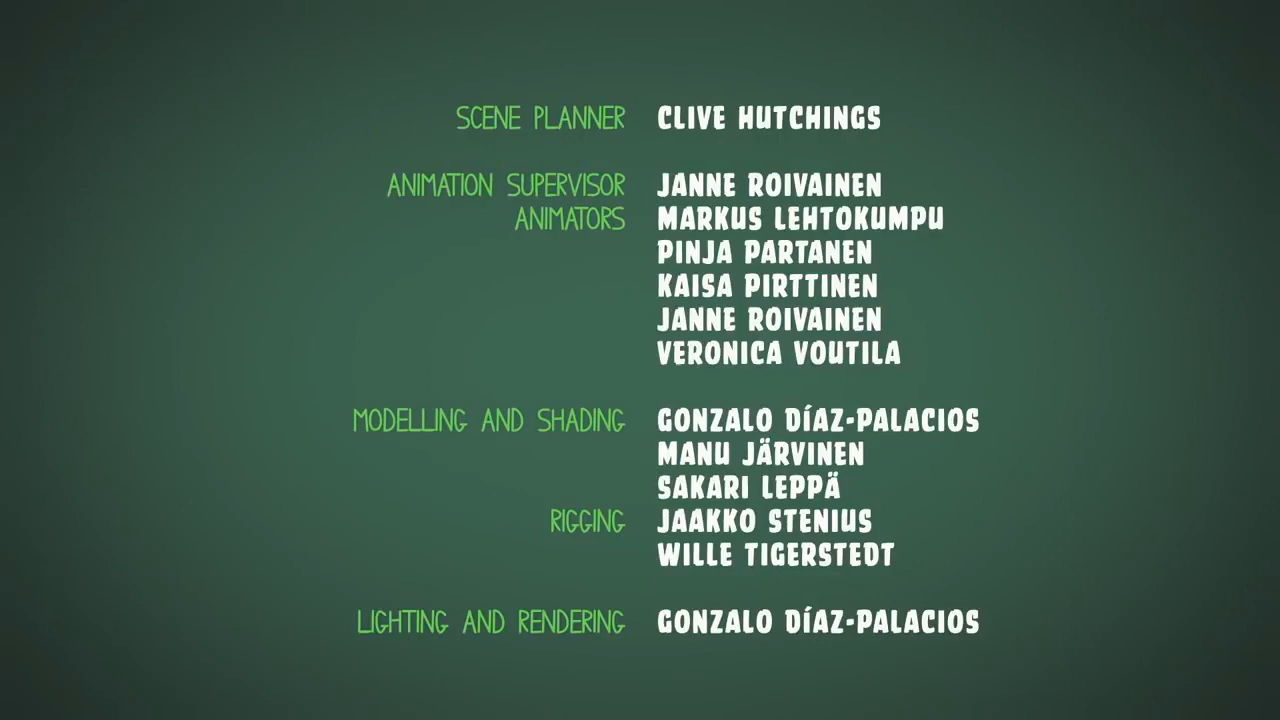 SCENE PLANNER CLIVE HUTCHINGS
ANIMATION SUPERVISOR JANNE ROIVAINEN
ANIMATORS MARKUS LEHTOKUMPU
PINJA PARTANEN
KAISA PIRTTINEN
JANNE ROIVAINEN
VERONICA VOUTILA
MODELLING AND SHADING GONZALO DÍAZ-PALACIOS
MANU JÄRVINEN
SAKARI LEPPÄ
RIGGING JAAKKO STENIUS
WILLE TIGERSTEDT
LIGHTING AND RENDERING GONZALO DÍAZ-PALACIOS